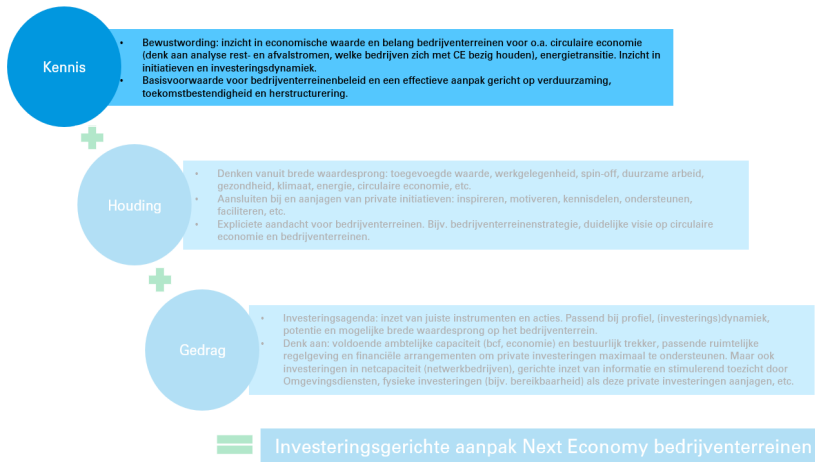 Kennis
• Bewustwording: inzicht in economische waarde en belang bedrijventerreinen voor o.a. circulaire economie
(denk aan analyse rest- en afvalstromen, welke bedrijven zich met CE bezig houden), energietransitie. Inzicht in
initiatieven en investeringsdynamiek.
• Basisvoorwaarde voor bedrijventerreinenbeleid en een effectieve aanpak gericht op verduurzaming,
toekomstbestendigheid en herstructurering.
Houding
• Denken vanuit brede waardesprong: toegevoegde waarde, werkgelegenheid, spin-off, duurzame arbeid,
gezondheid, klimaat, energie, circulaire economie, etc.
• Aansluiten bij en aanjagen van private initiatieven: inspireren, motiveren, kennisdelen, ondersteunen,
faciliteren, etc.
• Expliciete aandacht voor bedrijventerreinen. Bijv. bedrijventerreinenstrategie, duidelijke visie op circulaire
economie en bedrijventerreinen.
Gedrag
• Investeringsagenda: inzet van juiste instrumenten en acties. Passend bij profiel, (investerings)dynamiek,
potentie en mogelijke brede waardesprong op het bedrijventerrein.
• Denk aan: voldoende ambtelijke capaciteit (bcf, economie) en bestuurlijk trekker, passende ruimtelijke
regelgeving en financiële arrangementen om private investeringen maximaal te ondersteunen. Maar ook
investeringen in netcapaciteit (netwerkbedrijven), gerichte inzet van informatie en stimulerend toezicht door
Omgevingsdiensten, fysieke investeringen (bijv. bereikbaarheid) als deze private investeringen aanjagen, etc.
Investeringsgerichte aanpak Next Economy bedrijventerreinen